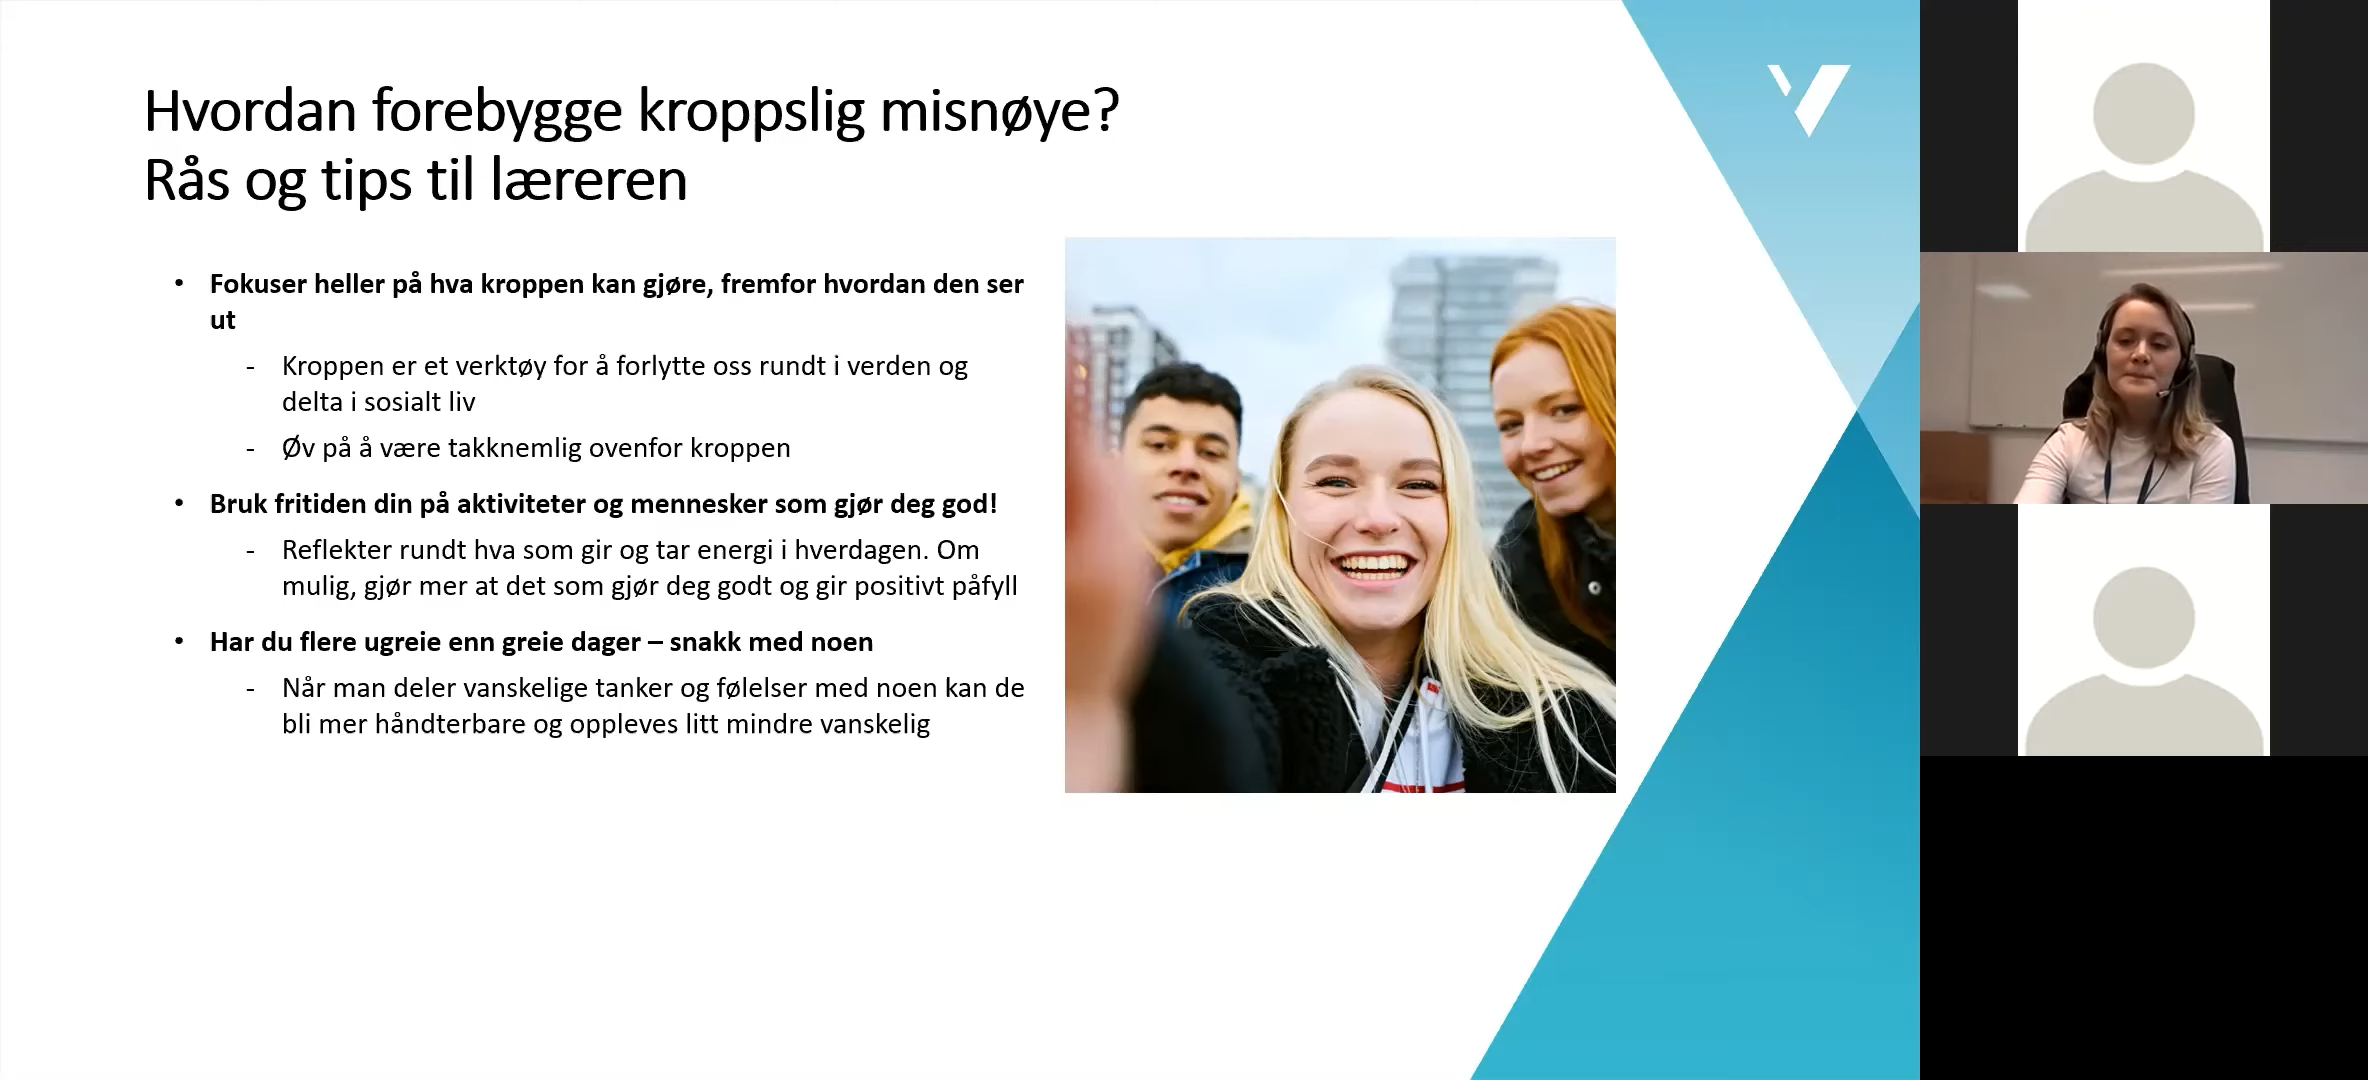 Hvordan forebygge kroppslig misnøye?
Rås og tips til læreren
• Fokuser heller på hva kroppen kan gjøre, fremfor hvordan den ser
ut
- Kroppen er et verktøy for å forlytte oss rundt i verden og
delta i sosialt liv
- Øv på å være takknemlig ovenfor kroppen
• Bruk fritiden din på aktiviteter og mennesker som gjør deg god!
- Reflekter rundt hva som gir og tar energi i hverdagen. Om
mulig, gjør mer at det som gjør deg godt og gir positivt påfyll
• Har du flere ugreie enn greie dager – snakk med noen
- Når man deler vanskelige tanker og følelser med noen kan de
bli mer håndterbare og oppleves litt mindre vanskelig